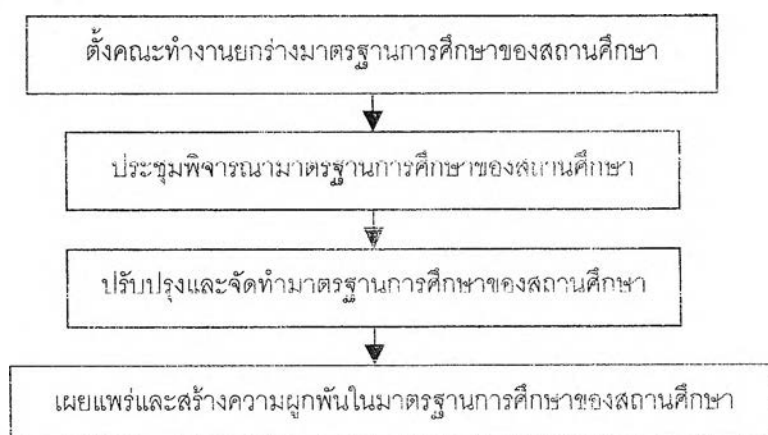 ตั้งคณะทำงานยกร่างมาตรฐานการศึกษาของสถานศึกษา
ประชุมพิจารณามาตรฐานการศึกษาของสถานศึกษา
ปรับปรุงและจัดทำมาตรฐานการศึกษาของสถานศึกษา
เผยแพร่และสร้างความผูกพันในมาตรฐานการศึกษาของสถานศึกษา